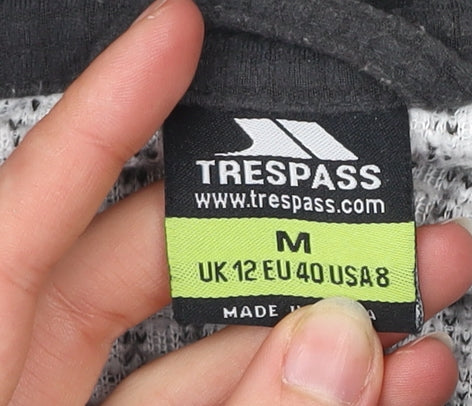 TRESPASS
www.trespass.com
M
UK 12 EU 40 USA 8
MADE